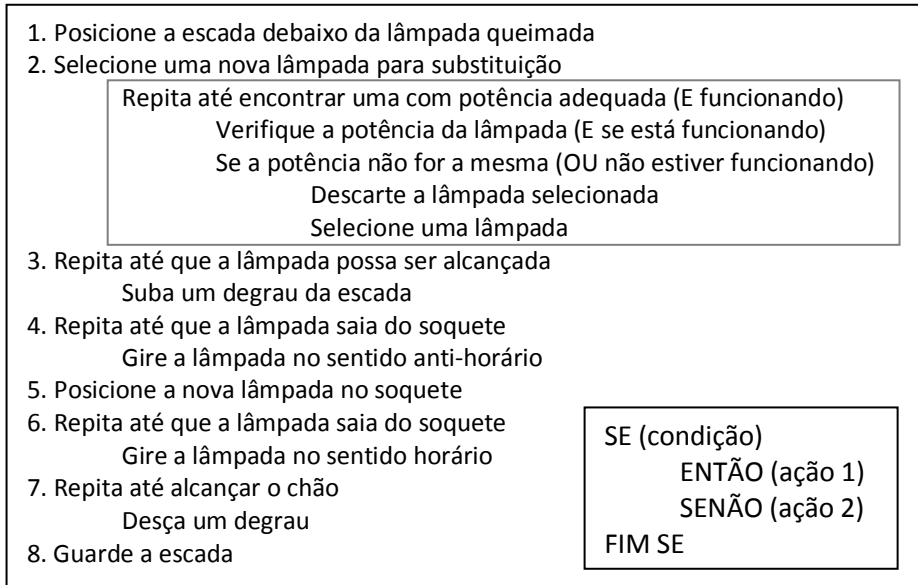 1. Posicione a escada debaixo da lâmpada queimada
2. Selecione uma nova lâmpada para substituição
Repita até encontrar uma com potência adequada (E funcionando)
Verifique a potência da lâmpada (E se está funcionando)
Se a potência não for a mesma (OU não estiver funcionando)
Descarte a lâmpada selecionada
Selecione uma lâmpada
3. Repita até que a lâmpada possa ser alcançada
Suba um degrau da escada
4. Repita até que a lâmpada saia do soquete
Gire a lâmpada no sentido anti-horário
5. Posicione a nova lâmpada no soquete
6. Repita até que a lâmpada saia do soquete
Gire a lâmpada no sentido horário
7. Repita até alcançar o chão
Desça um degrau
8. Guarde a escada
SE (condição)
ENTÃO (ação 1)
SENÃO (ação 2)
FIM SE